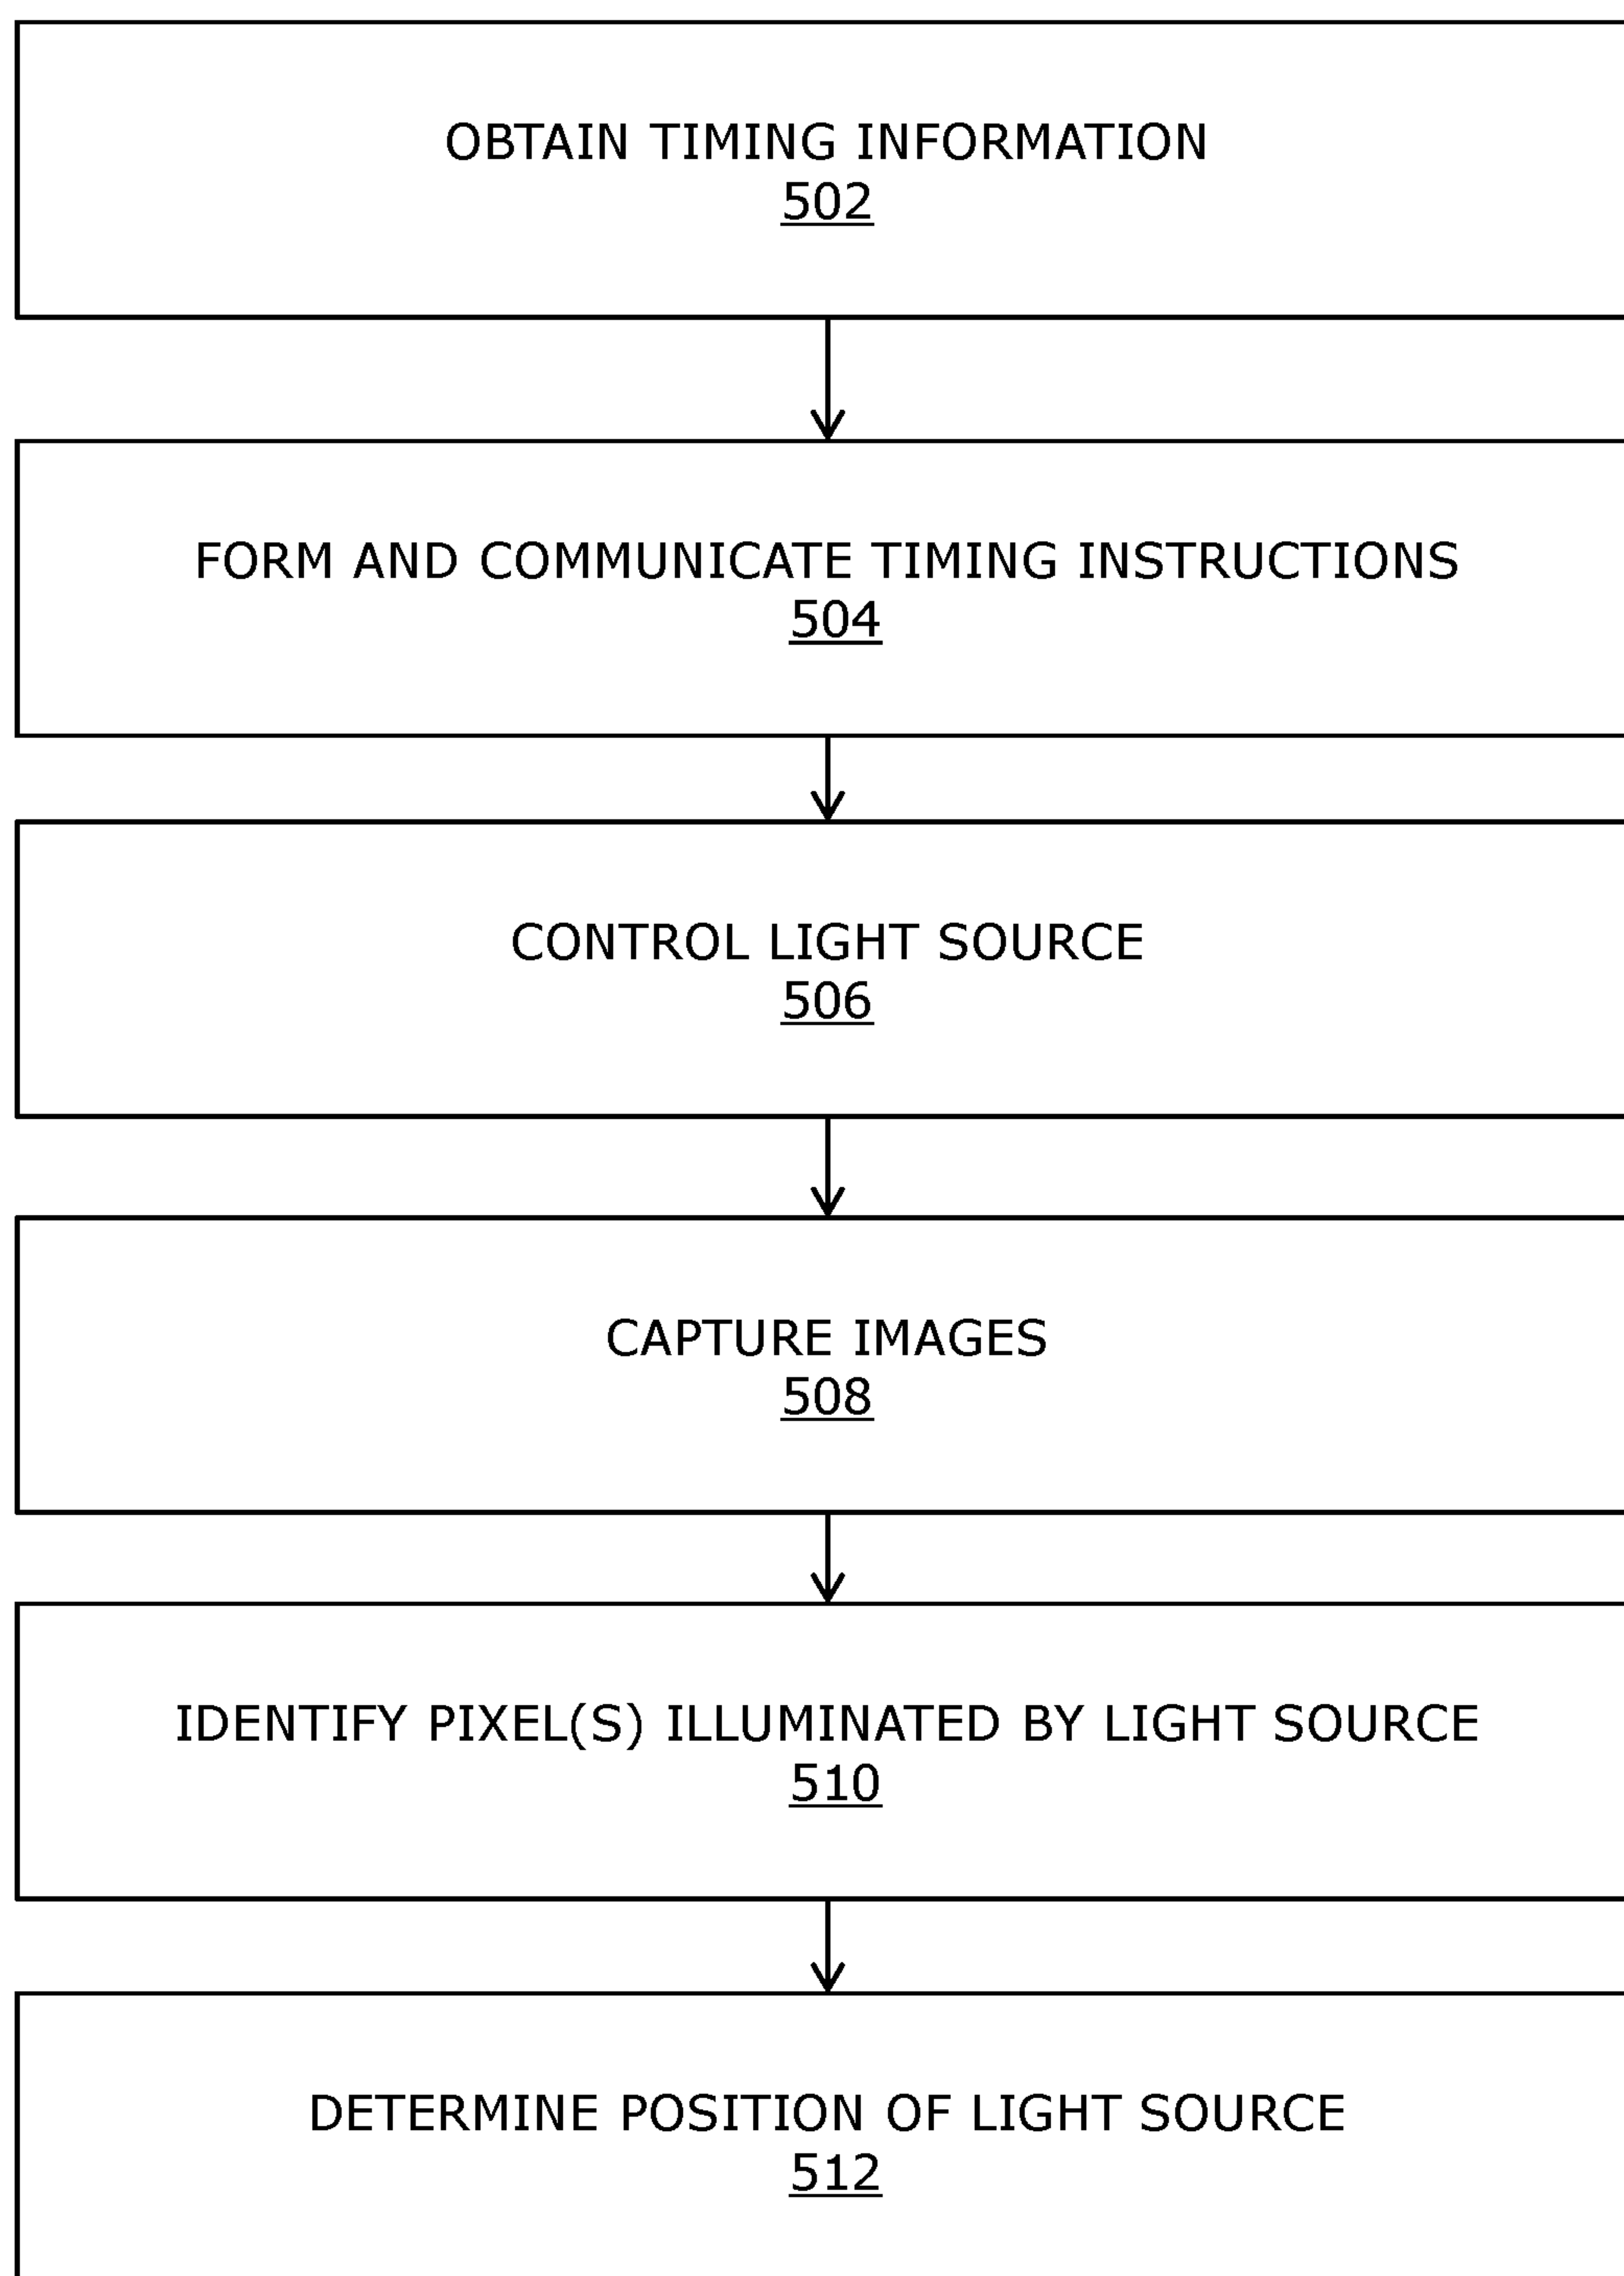 OBTAIN TIMING INFORMATION
502
FORM AND COMMUNICATE TIMING INSTRUCTIONS
504
CONTROL LIGHT SOURCE
506
CAPTURE IMAGES
508
IDENTIFY PIXEL(S) ILLUMINATED BY LIGHT SOURCE
510
DETERMINE POSITION OF LIGHT SOURCE
512